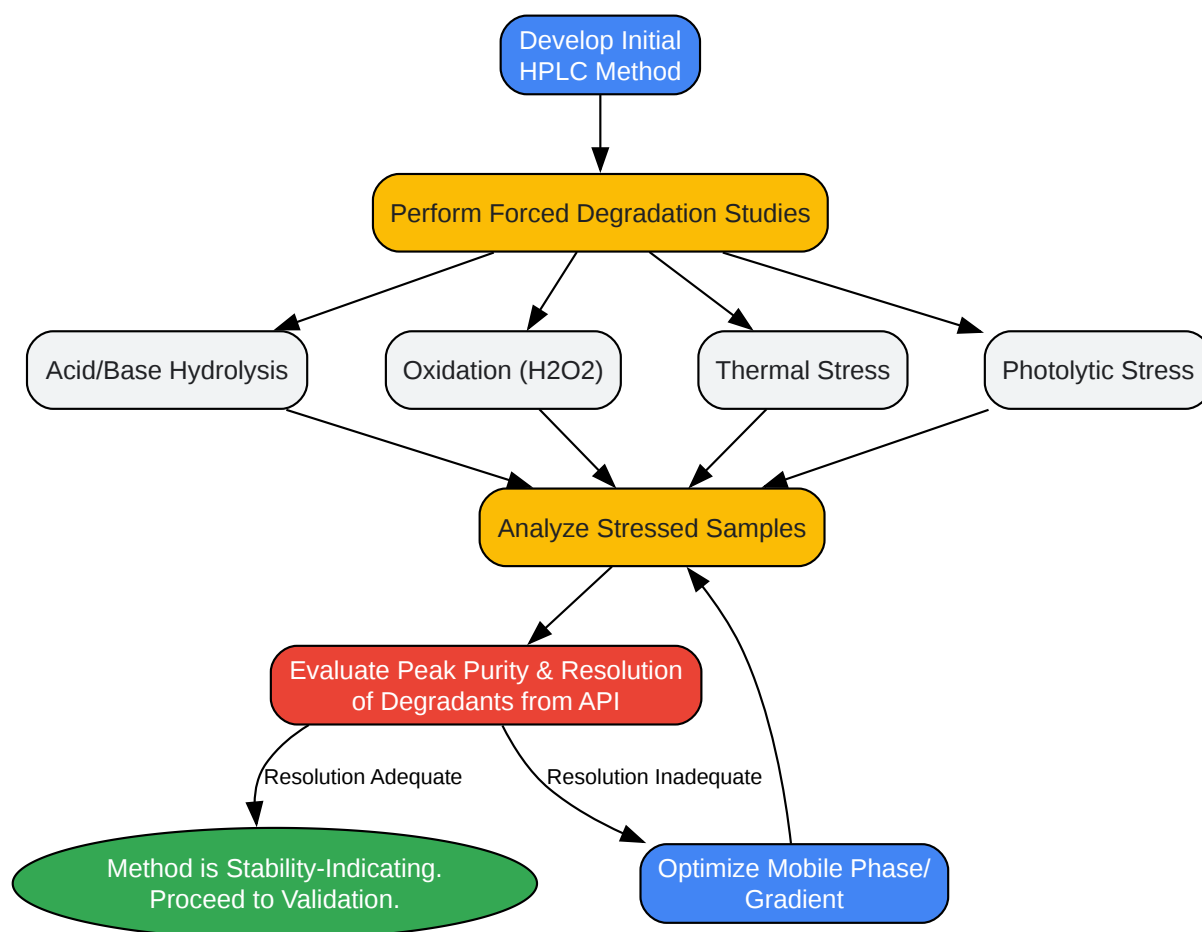 Develop Initial
HPLC Method
Perform Forced Degradation Studies
Acid/Base Hydrolysis
Oxidation (H2O2)
Thermal Stress
Photolytic Stress
Analyze Stressed Samples
Evaluate Peak Purity & Resolution
of Degradants from API
Resolution Adequate
Resolution Inadequate
Method is Stability-Indicating.
Proceed to Validation.
Optimize Mobile Phase/
Gradient